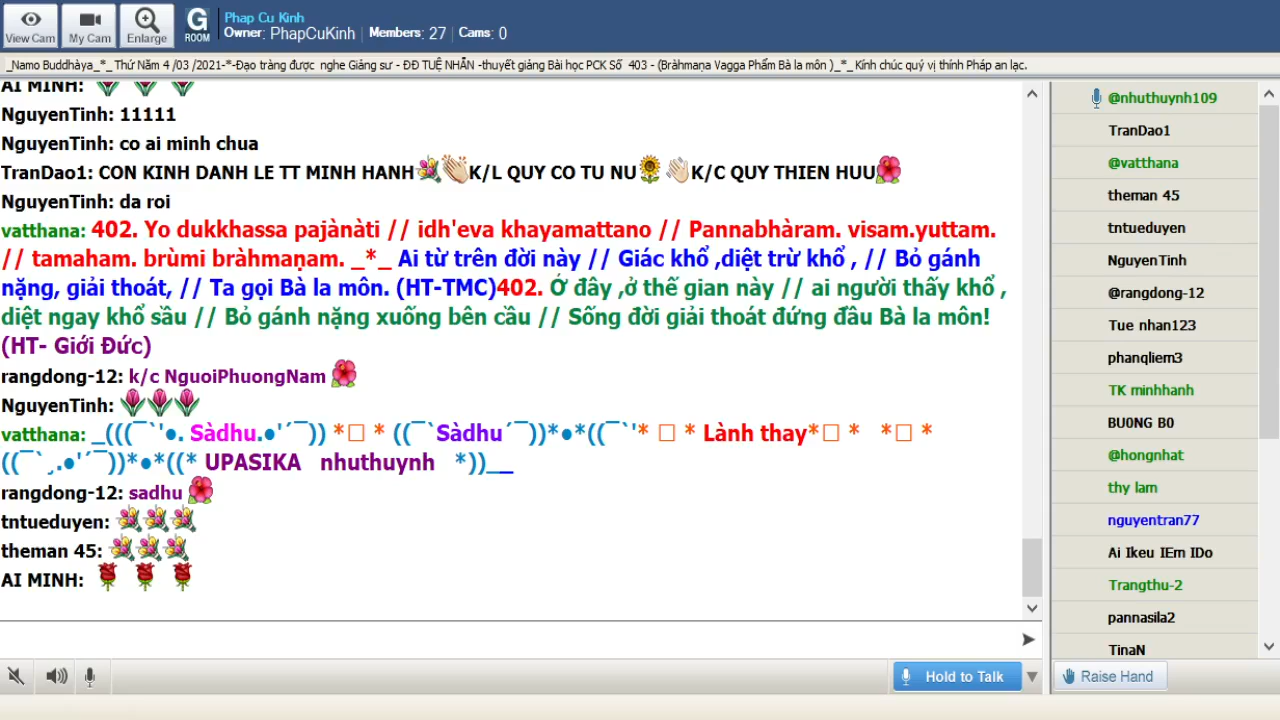 View Cam
My Cam
Enlarge
G
ROOM
Phap Cu Kinh
Owner: PhapCuKinh | Members: 27 | Cams: 0
_Namo Buddhàya_*_ Thứ Năm 4 /03 /2021-*-Đạo tràng được nghe Giảng sư - ĐĐ TUỆ NHẪN -thuyết giảng Bài học PCK Số 403 - (Bràhmaṇa Vagga Phẩm Bà la môn )_*_ Kính chúc quý vị thính Pháp an lạc.
AI MINH:
NguyenTinh: 11111
NguyenTinh: co ai minh chua
TranDao1: CON KINH DANH LE TT MINH HANH K/L QUY CO TU NU K/C QUY THIEN HUU
NguyenTinh: da roi
vatthana: 402. Yo dukkhassa pajànàti // idh'eva khayamattano // Pannabhàram. visam.yuttam.
// tamaham. brùmi bràhmaṇam. _*_ Ai từ trên đời này // Giác khổ ,diệt trừ khổ , // Bỏ gánh
nặng, giải thoát, // Ta gọi Bà la môn. (HT-TMC)402. Ở đây ,ở thế gian này // ai người thấy khổ ,
diệt ngay khổ sầu // Bỏ gánh nặng xuống bên cầu // Sống đời giải thoát đứng đầu Bà la môn!
(HT- Giới Đức)
rangdong-12: k/c NguoiPhuongNam
NguyenTinh:
vatthana: _(((¯`'●. Sàdhu.●'´¯)) *□ * ((¯`Sàdhu´¯))*●*((¯`'* □ * Lành thay*□ * *□ *
((¯`¸.●'´¯))*●*((* UPASIKA nhuthuynh *))__
rangdong-12: sadhu
tntueduyen:
theman 45:
AI MINH:
Hold to Talk
@nhuthuynh109
TranDao1
@vatthana
theman 45
tntueduyen
NguyenTinh
@rangdong-12
Tue nhan123
phanqliem3
TK minhhanh
BU0NG B0
@hongnhat
thy lam
nguyentran77
Ai Ikeu IEm IDo
Trangthu-2
pannasila2
TinaN
Raise Hand